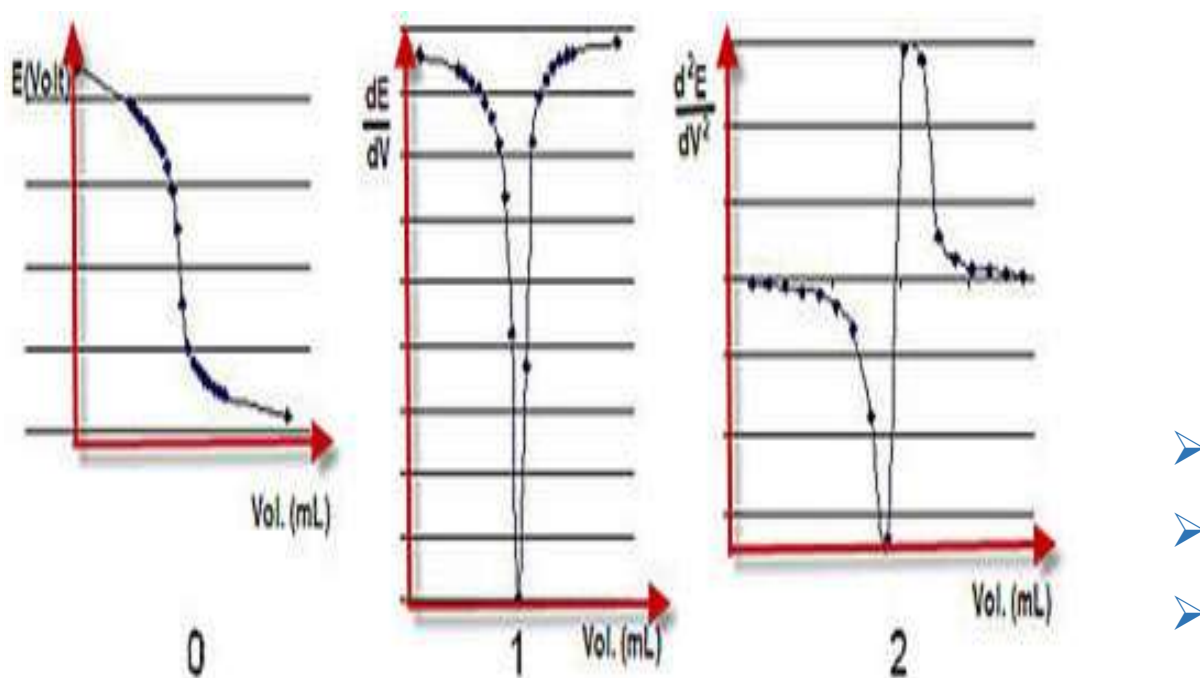 E(Volt)
Vol. (mL)
0
dE
dV
Vol. (mL)
1
d²E
dV²
Vol. (mL)
2